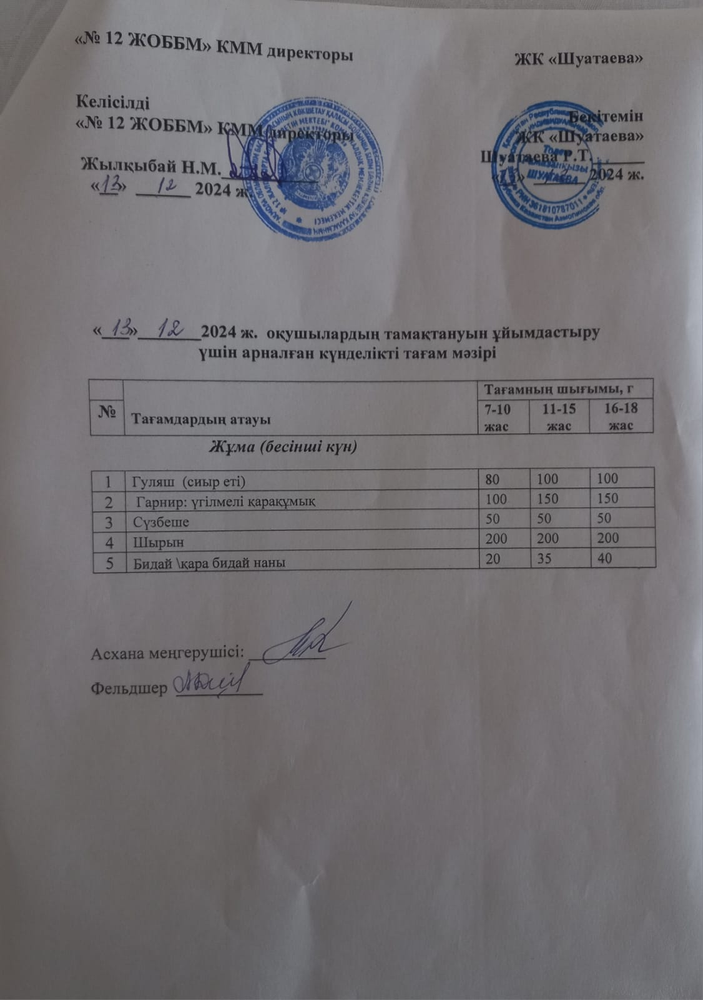 «№ 12 ЖОББМ» КММ директоры
ЖК «Шуатаева»
Келісілді
«№ 12 ЖОББМ» КММ директоры
Жылқыбай Н.М.
«13» 12 2024 ж.
Бекітемін
ЖК «Шуатаева»
Шуатаева Р.Т.
«13» 12 2024 ж.
«13» 12 2024 ж. оқушылардың тамақтануын ұйымдастыру
үшін арналған күнделікті тағам мәзірі
№ Тағамдардың атауы Тағамның шығымы, г
7-10 жас 11-15 жас 16-18 жас
Жұма (бесінші күн)
1 Гуляш (сиыр еті) 80 100 100
2 Гарнир: үгілмелі қарақұмық 100 150 150
3 Сүзбеше 50 50 50
4 Шырын 200 200 200
5 Бидай \қара бидай наны 20 35 40
Асхана меңгерушісі:
Фельдшер